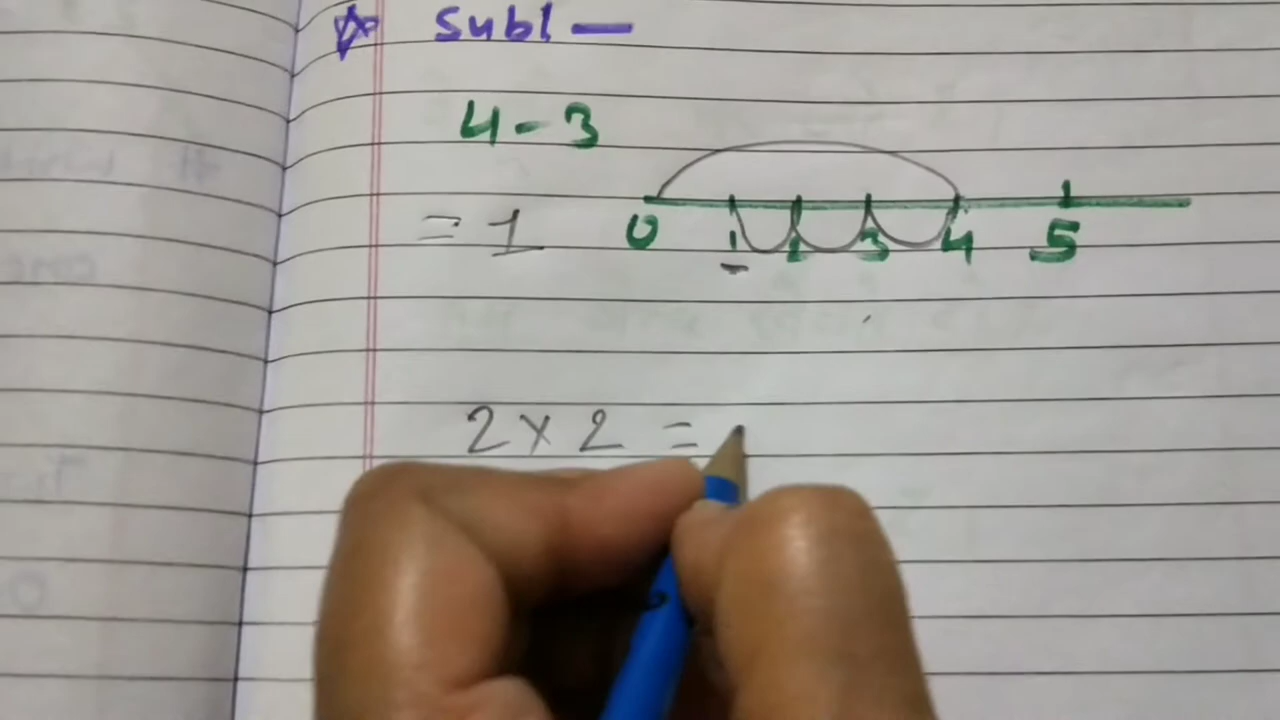 Subt —
4 - 3
= 1
0 1 2 3 4 5
2 × 2 =